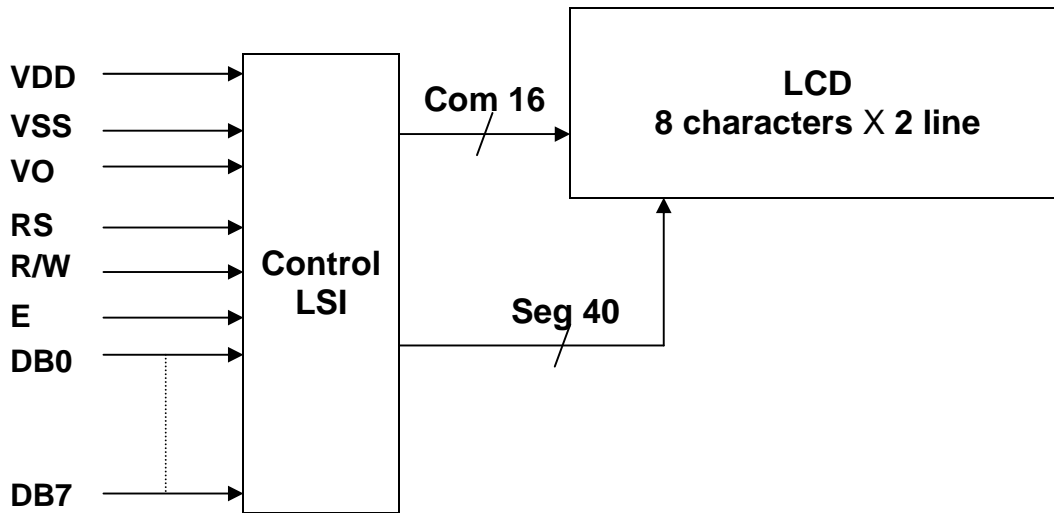 VDD
VSS
VO
RS
R/W
E
DB0
DB7
Control
LSI
Com 16
Seg 40
LCD
8 characters X 2 line